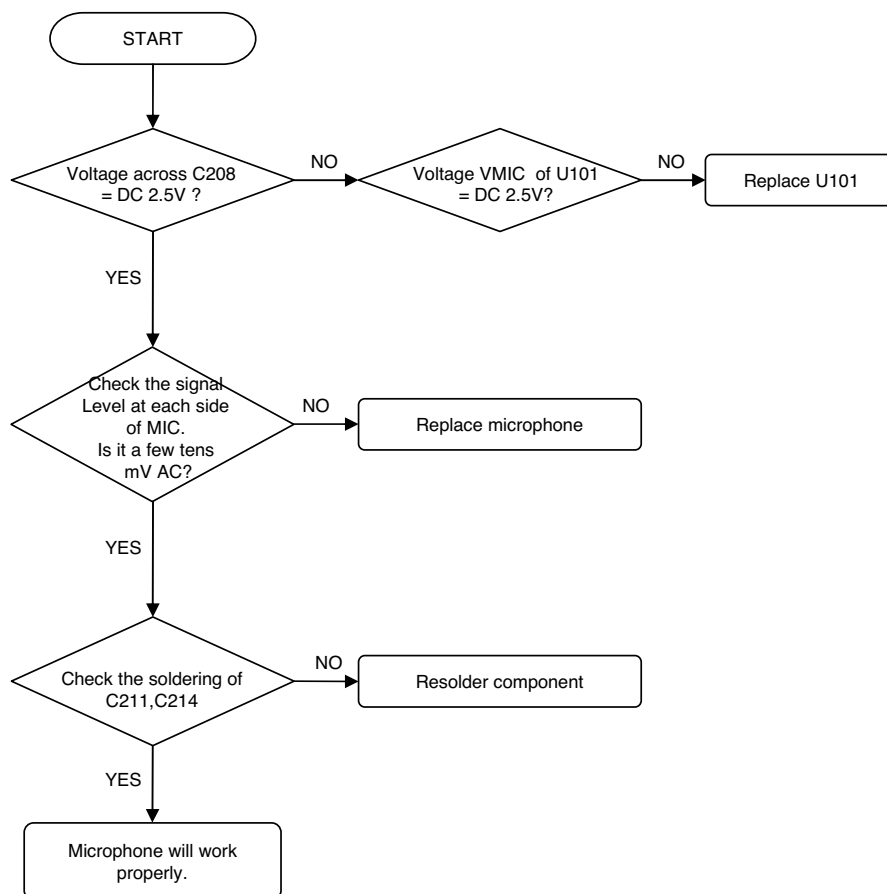 START
Voltage across C208
= DC 2.5V ?
NO
Voltage VMIC of U101
= DC 2.5V?
NO
Replace U101
YES
Check the signal
Level at each side
of MIC.
Is it a few tens
mV AC?
NO
Replace microphone
YES
Check the soldering of
C211,C214
NO
Resolder component
YES
Microphone will work
properly.